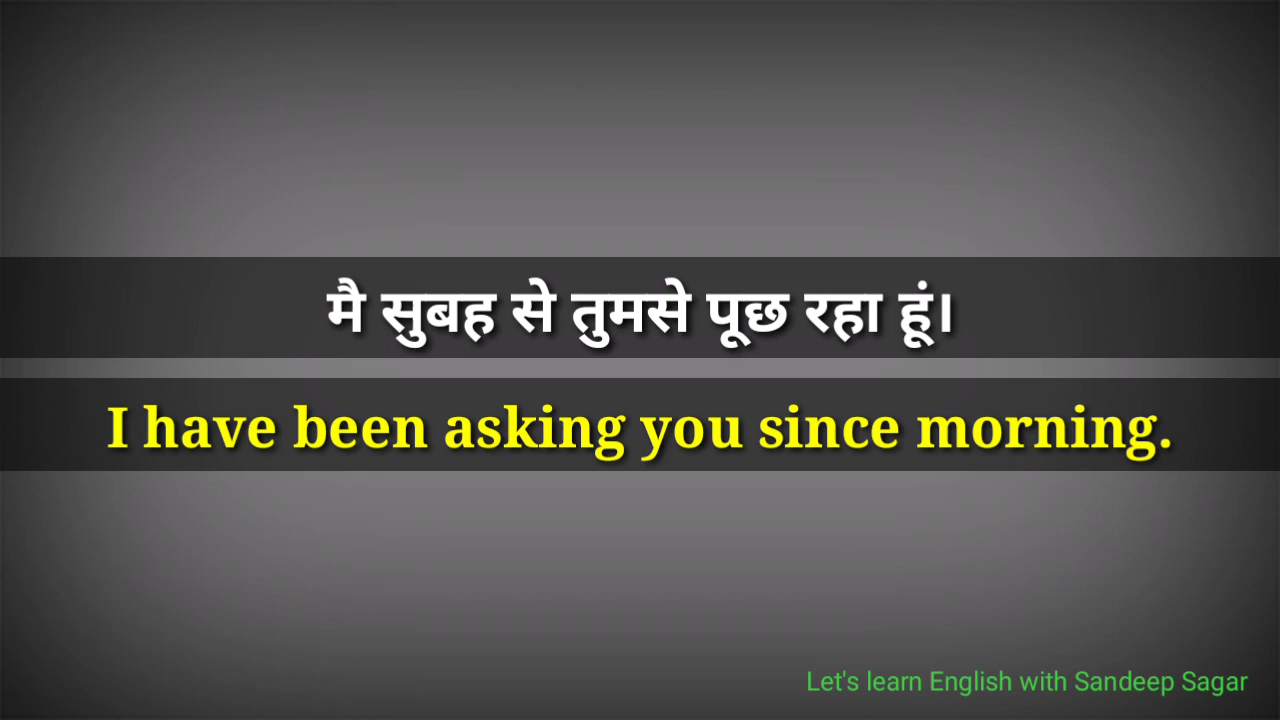 मै सुबह से तुमसे पूछ रहा हूं।
I have been asking you since morning.
Let's learn English with Sandeep Sagar